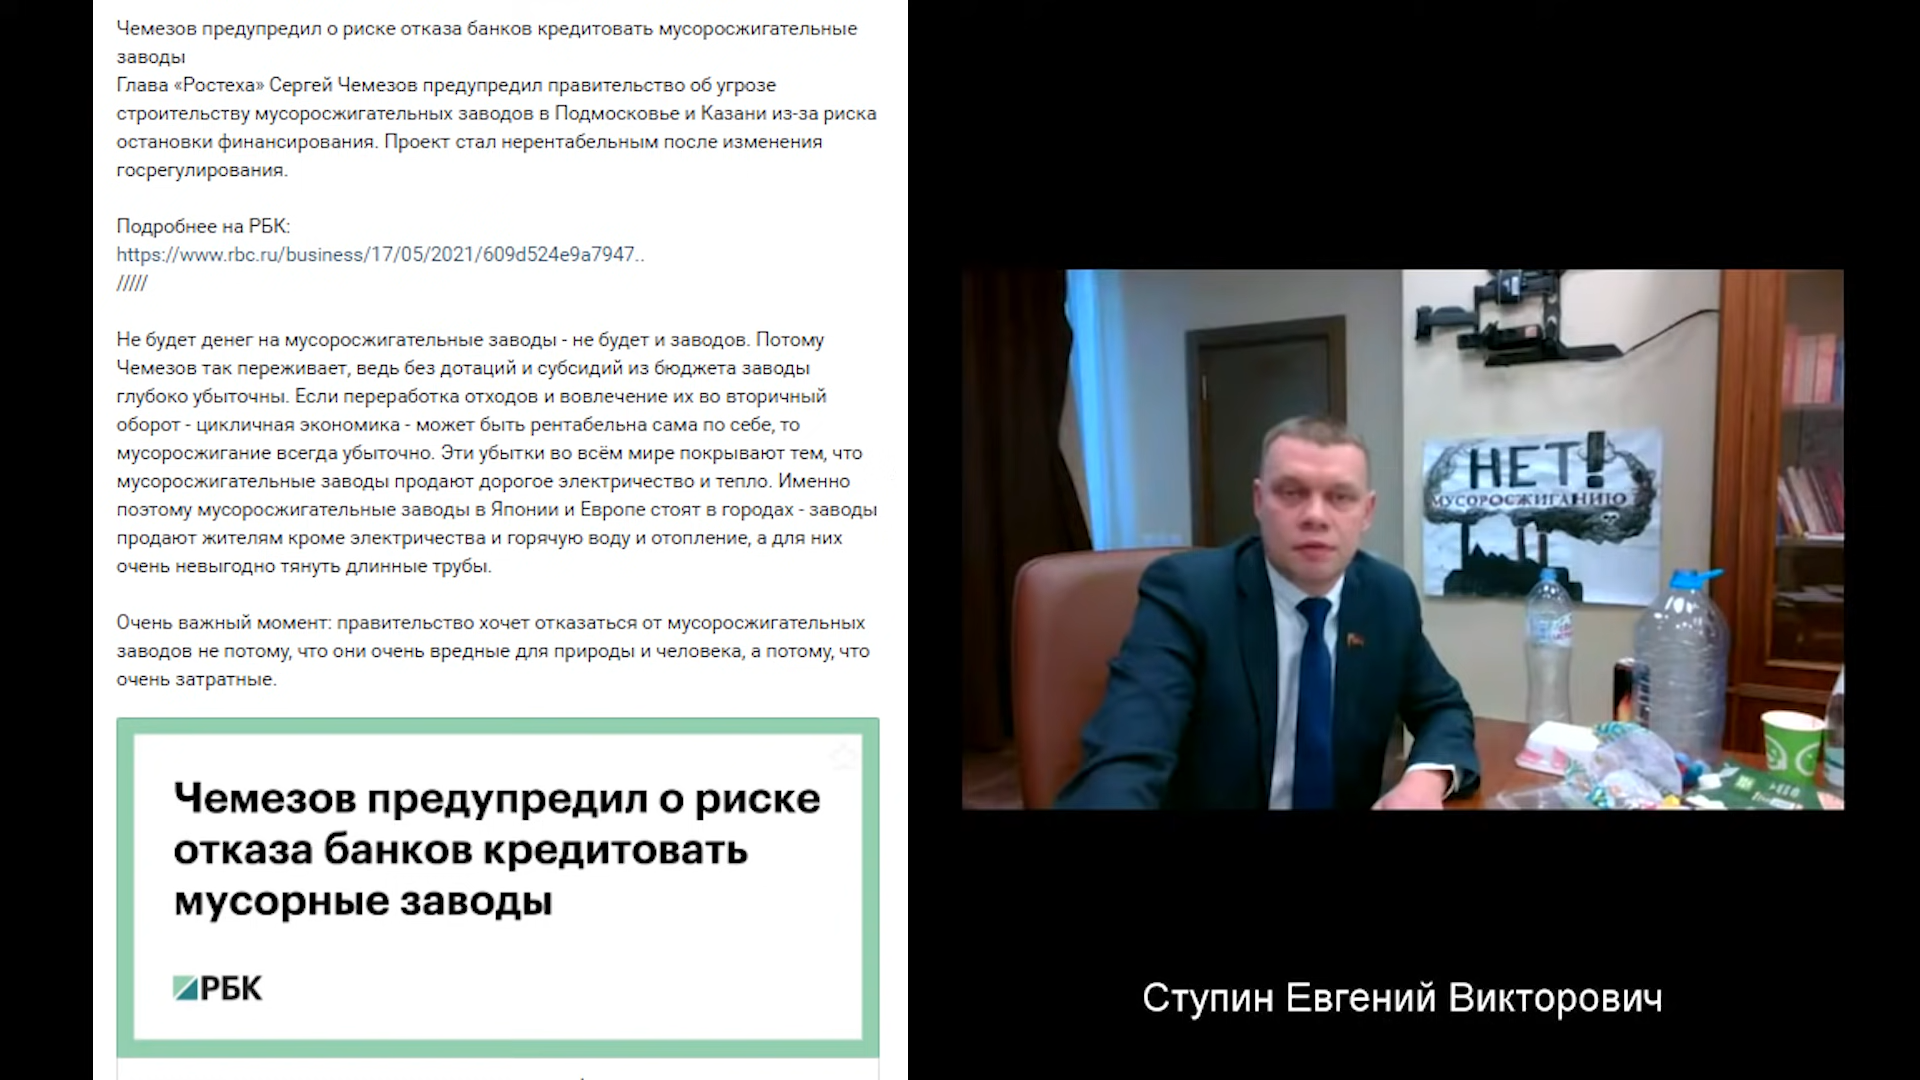 Чемезов предупредил о риске отказа банков кредитовать мусоросжигательные
заводы
Глава «Ростеха» Сергей Чемезов предупредил правительство об угрозе
строительству мусоросжигательных заводов в Подмосковье и Казани из-за риска
остановки финансирования. Проект стал нерентабельным после изменения
госрегулирования.
Подробнее на РБК:
https://www.rbc.ru/business/17/05/2021/609d524e9a7947..
/////
Не будет денег на мусоросжигательные заводы - не будет и заводов. Потому
Чемезов так переживает, ведь без дотаций и субсидий из бюджета заводы
глубоко убыточны. Если переработка отходов и вовлечение их во вторичный
оборот - цикличная экономика - может быть рентабельна сама по себе, то
мусоросжигание всегда убыточно. Эти убытки во всём мире покрывают тем, что
мусоросжигательные заводы продают дорогое электричество и тепло. Именно
поэтому мусоросжигательные заводы в Японии и Европе стоят в городах - заводы
продают жителям кроме электричества и горячую воду и отопление, а для них
очень невыгодно тянуть длинные трубы.
Очень важный момент: правительство хочет отказаться от мусоросжигательных
заводов не потому, что они очень вредные для природы и человека, а потому, что
очень затратные.
Чемезов предупредил о риске
отказа банков кредитовать
мусорные заводы
РБК
НЕТ!
МУСОРОСЖИГАНИЮ
Ступин Евгений Викторович